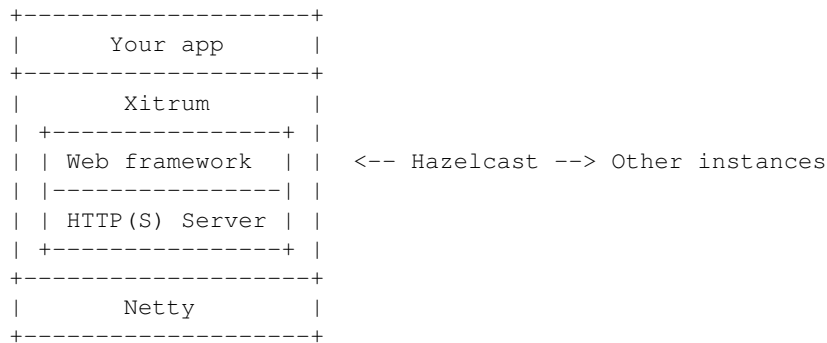 Your app
Xitrum
Web framework <-- Hazelcast --> Other instances
HTTP(S) Server
Netty